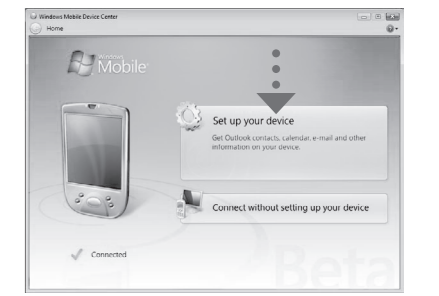 Windows Mobile Device Center
Home
Windows
Mobile
Set up your device
Get Outlook contacts, calendar, e-mail and other
information on your device.
Connect without setting up your device
Connected
Beta